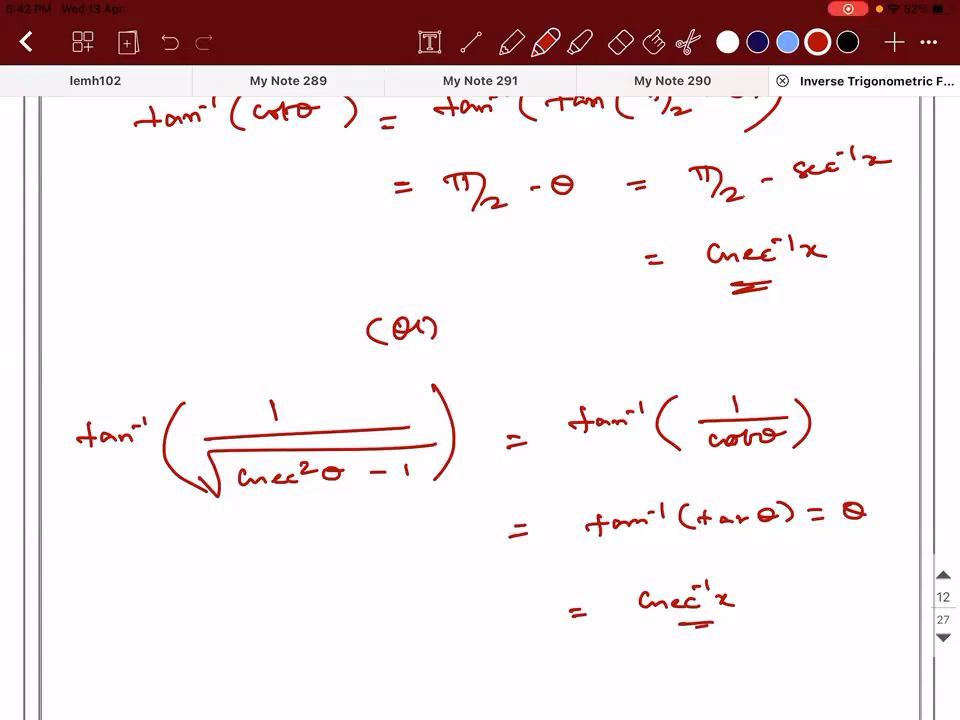 6:42 PM Wed 13 Apr 52%
lemh102 My Note 289 My Note 291 My Note 290 Inverse Trigonometric F...
tan⁻¹(cotθ) = tan⁻¹(tan(π/2 - θ))
= π/2 - θ = π/2 - sec⁻¹x
= cosec⁻¹x
(or)
tan⁻¹(1/√(cosec²θ - 1)) = tan⁻¹(1/cotθ)
= tan⁻¹(tanθ) = θ
= cosec⁻¹x
12
27